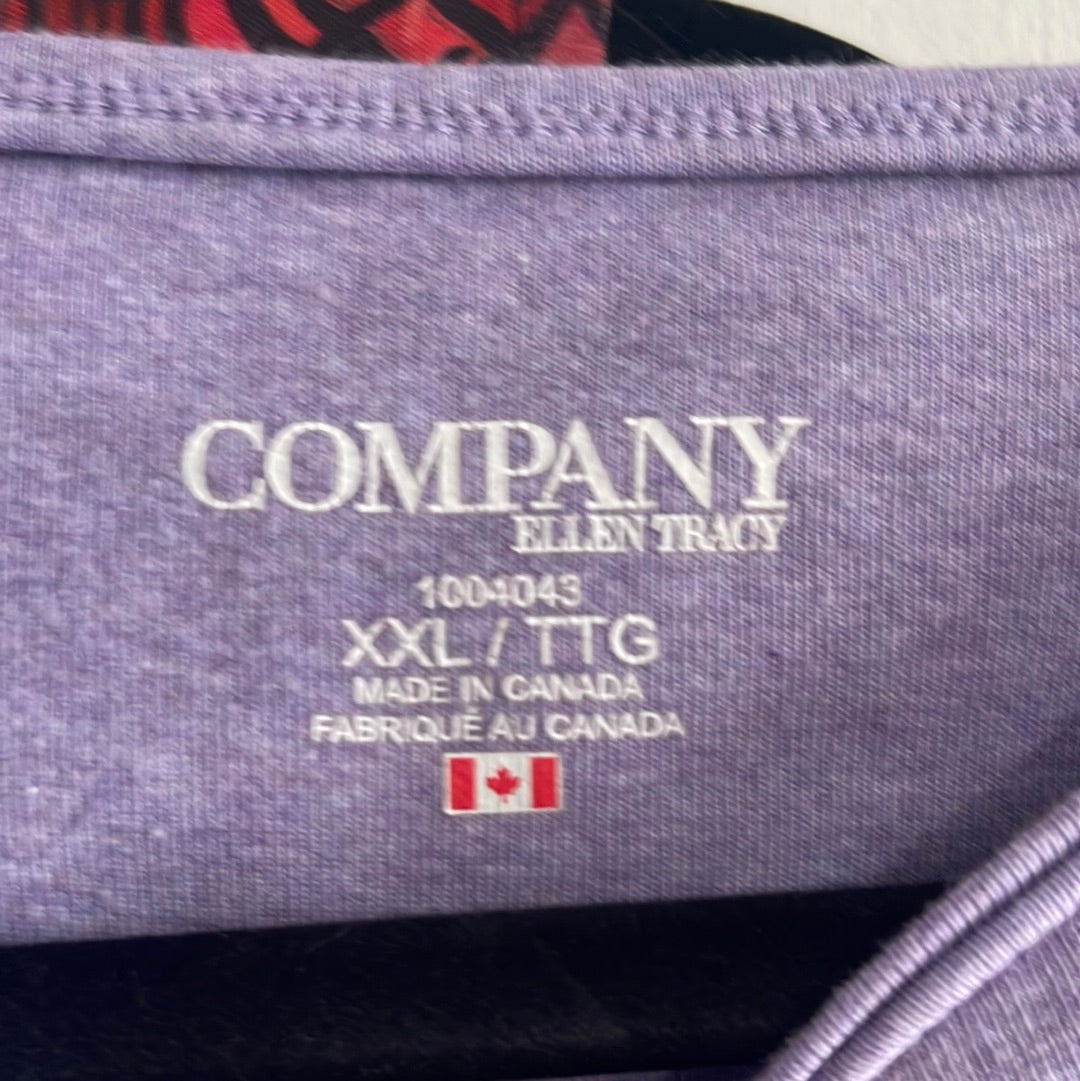 COMPANY
ELLEN TRACY
1004043
XXL / TTG
MADE IN CANADA
FABRIQUÉ AU CANADA